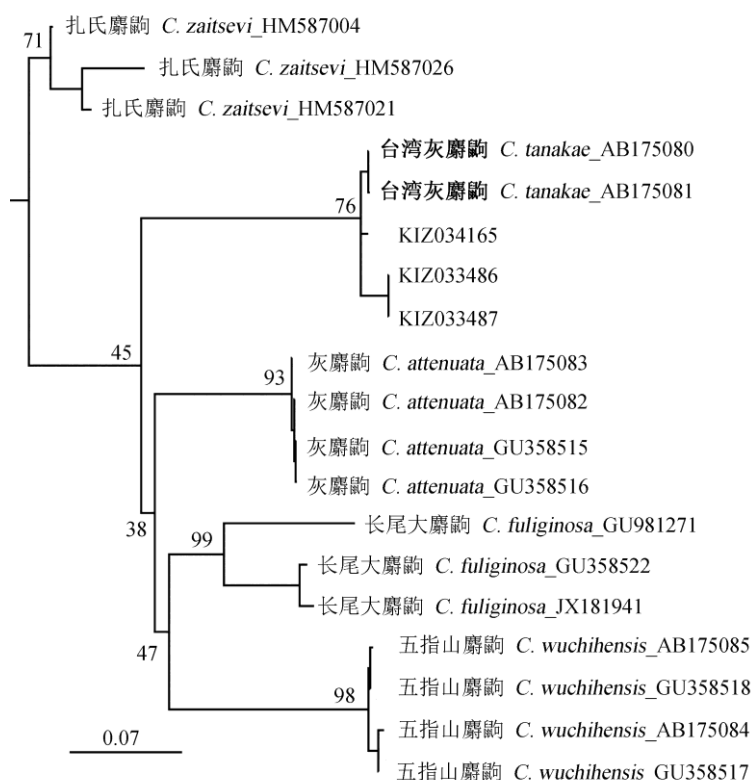 扎氏麝鼩 C. zaitsevi_HM587004
71
扎氏麝鼩 C. zaitsevi_HM587026
扎氏麝鼩 C. zaitsevi_HM587021
台湾灰麝鼩 C. tanakae_AB175080
台湾灰麝鼩 C. tanakae_AB175081
76
KIZ034165
KIZ033486
KIZ033487
45
灰麝鼩 C. attenuata_AB175083
93
灰麝鼩 C. attenuata_AB175082
灰麝鼩 C. attenuata_GU358515
灰麝鼩 C. attenuata_GU358516
38
长尾大麝鼩 C. fuliginosa_GU981271
99
长尾大麝鼩 C. fuliginosa_GU358522
长尾大麝鼩 C. fuliginosa_JX181941
47
五指山麝鼩 C. wuchihensis_AB175085
五指山麝鼩 C. wuchihensis_GU358518
98
五指山麝鼩 C. wuchihensis_AB175084
五指山麝鼩 C. wuchihensis_GU358517
0.07